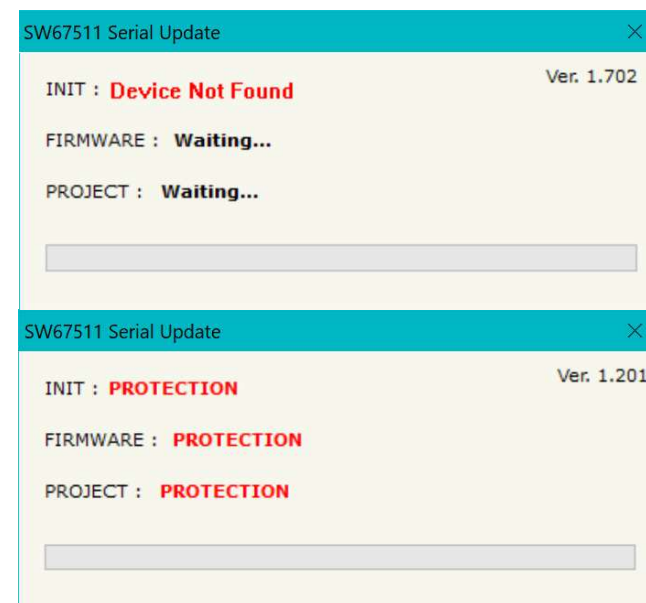 SW67511 Serial Update
Ver. 1.702
INIT : Device Not Found
FIRMWARE : Waiting...
PROJECT : Waiting...
SW67511 Serial Update
Ver. 1.201
INIT : PROTECTION
FIRMWARE : PROTECTION
PROJECT : PROTECTION